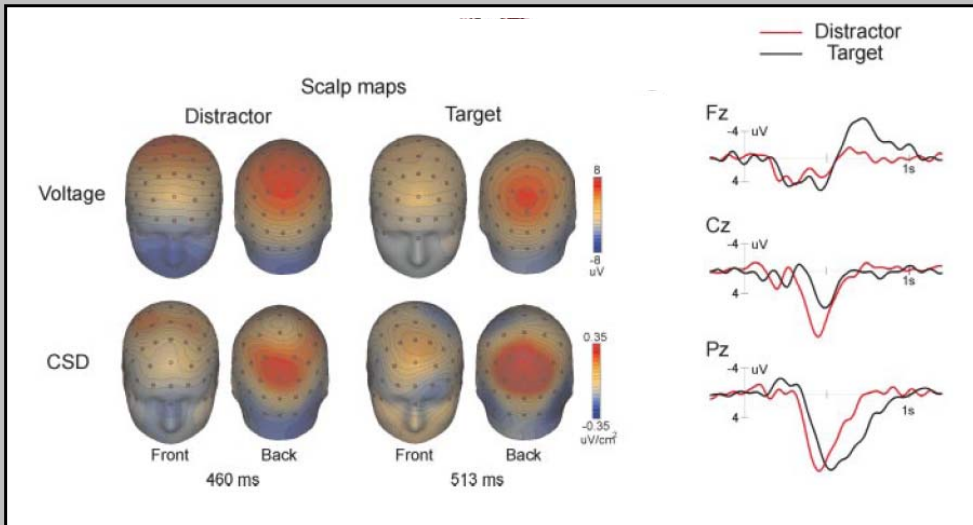 Distractor
Target
Scalp maps
Distractor Target
Voltage
8
-8
uV
CSD
0.35
-0.35
uV/cm²
Front Back Front Back
460 ms 513 ms
Fz
-4 uV
4
1s
Cz
-4 uV
4
1s
Pz
-4 uV
4
1s